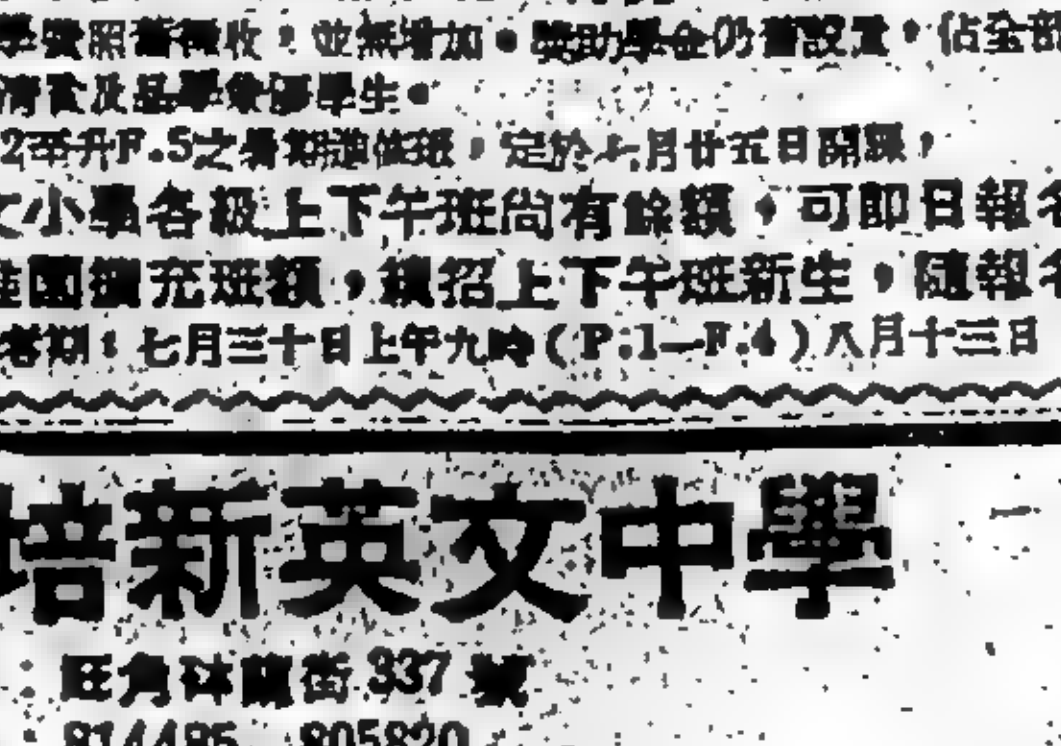 學費照舊徵收，並無增加。獎助學金仍舊設置，佔全部
清貧及品學兼優學生。
2年升F.5之暑期進修班，定於七月廿五日開課，
文小學各級上下午班尚有餘額，可即日報名
稚園擴充班額，續招上下午班新生，隨報名
考期：七月三十日上午九時(P.1—F.4)八月十三日
培新英文中學
旺角砵蘭街337號
814485 805820